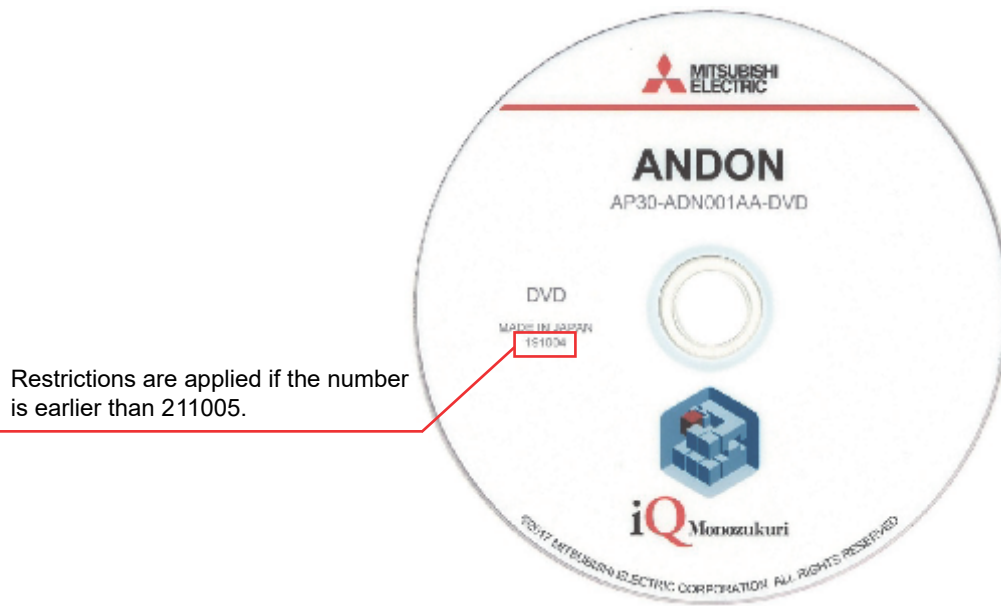 MITSUBISHI
ELECTRIC
ANDON
AP30-ADN001AA-DVD
DVD
MADE IN JAPAN
191004
Restrictions are applied if the number
is earlier than 211005.
iQ Monozukuri
©2017 MITSUBISHI ELECTRIC CORPORATION ALL RIGHTS RESERVED